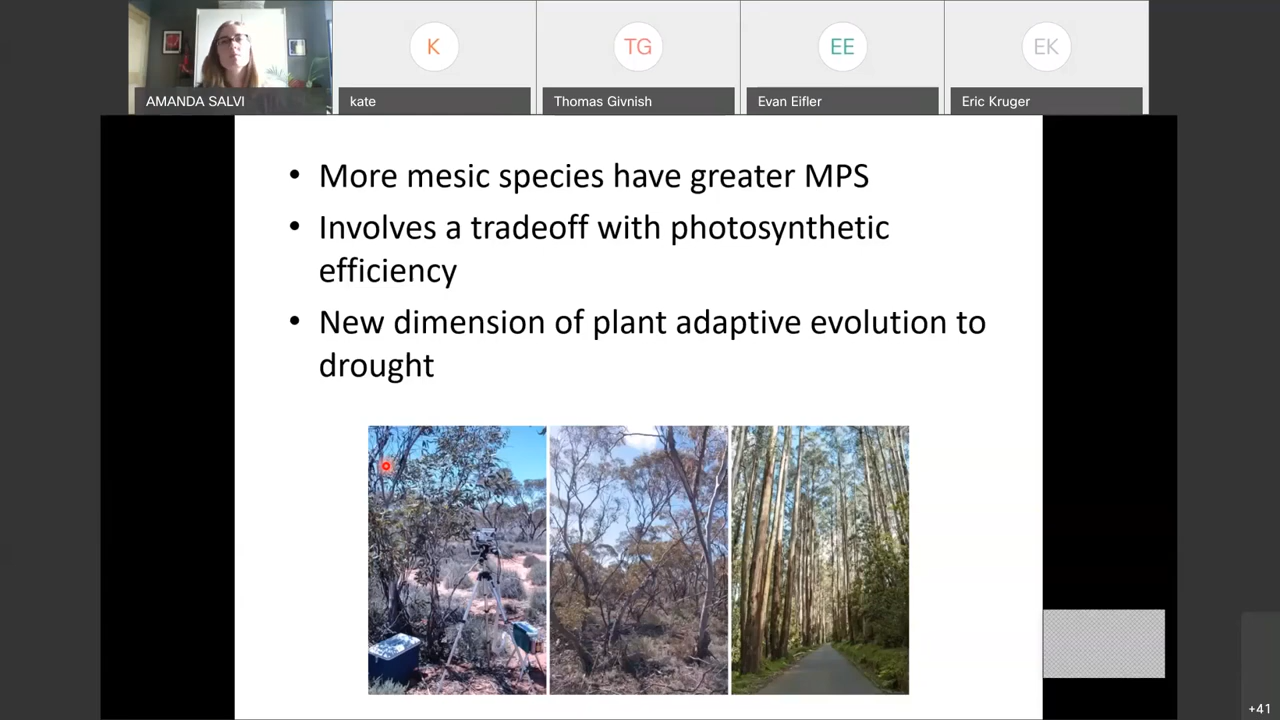 K
TG
EE
EK
AMANDA SALVI
kate
Thomas Givnish
Evan Eifler
Eric Kruger
• More mesic species have greater MPS
• Involves a tradeoff with photosynthetic
efficiency
• New dimension of plant adaptive evolution to
drought
+41